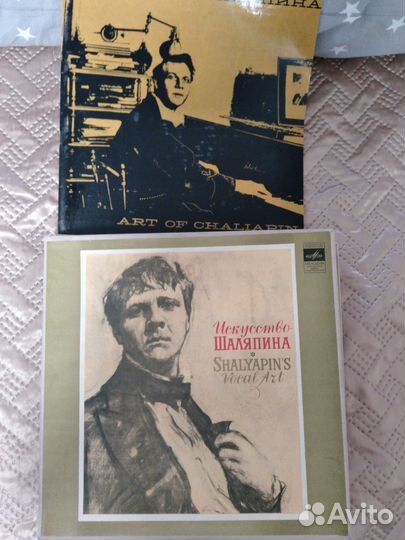 ПИНА
ART OF CHALIAPIN
Искусство
ШАЛЯПИНА
SHALYAPIN'S
Vocal Art
Avito